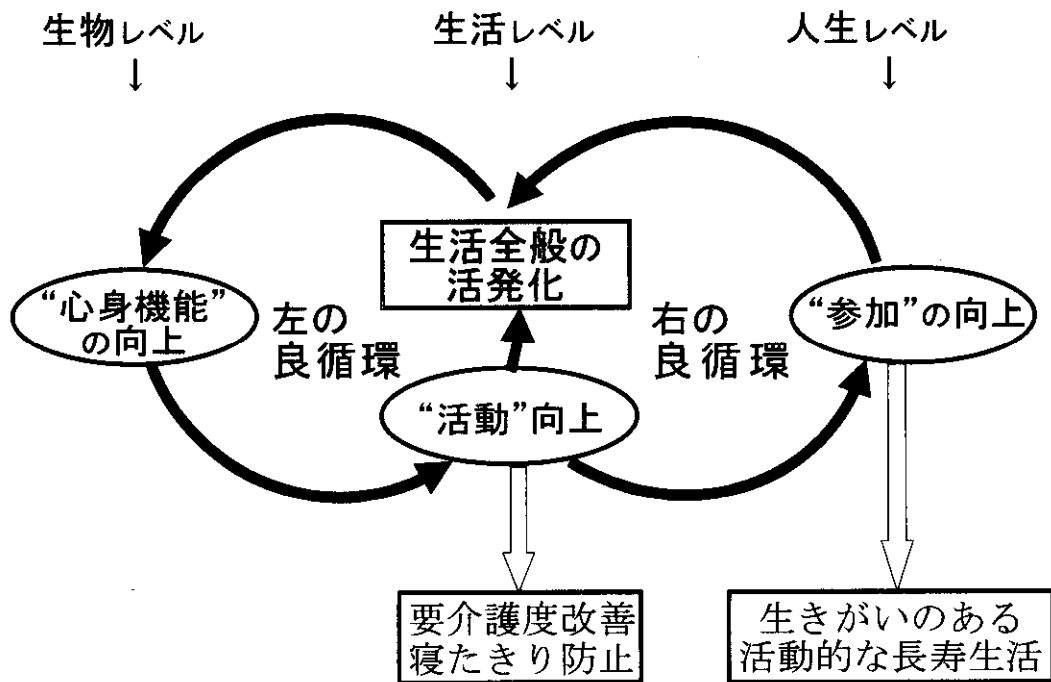 生物レベル
生活レベル
人生レベル
↓
↓
↓
生活全般の
活発化
“心身機能”
の向上
左の
良循環
右の
良循環
“参加”の向上
“活動”向上
要介護度改善
寝たきり防止
生きがいのある
活動的な長寿生活